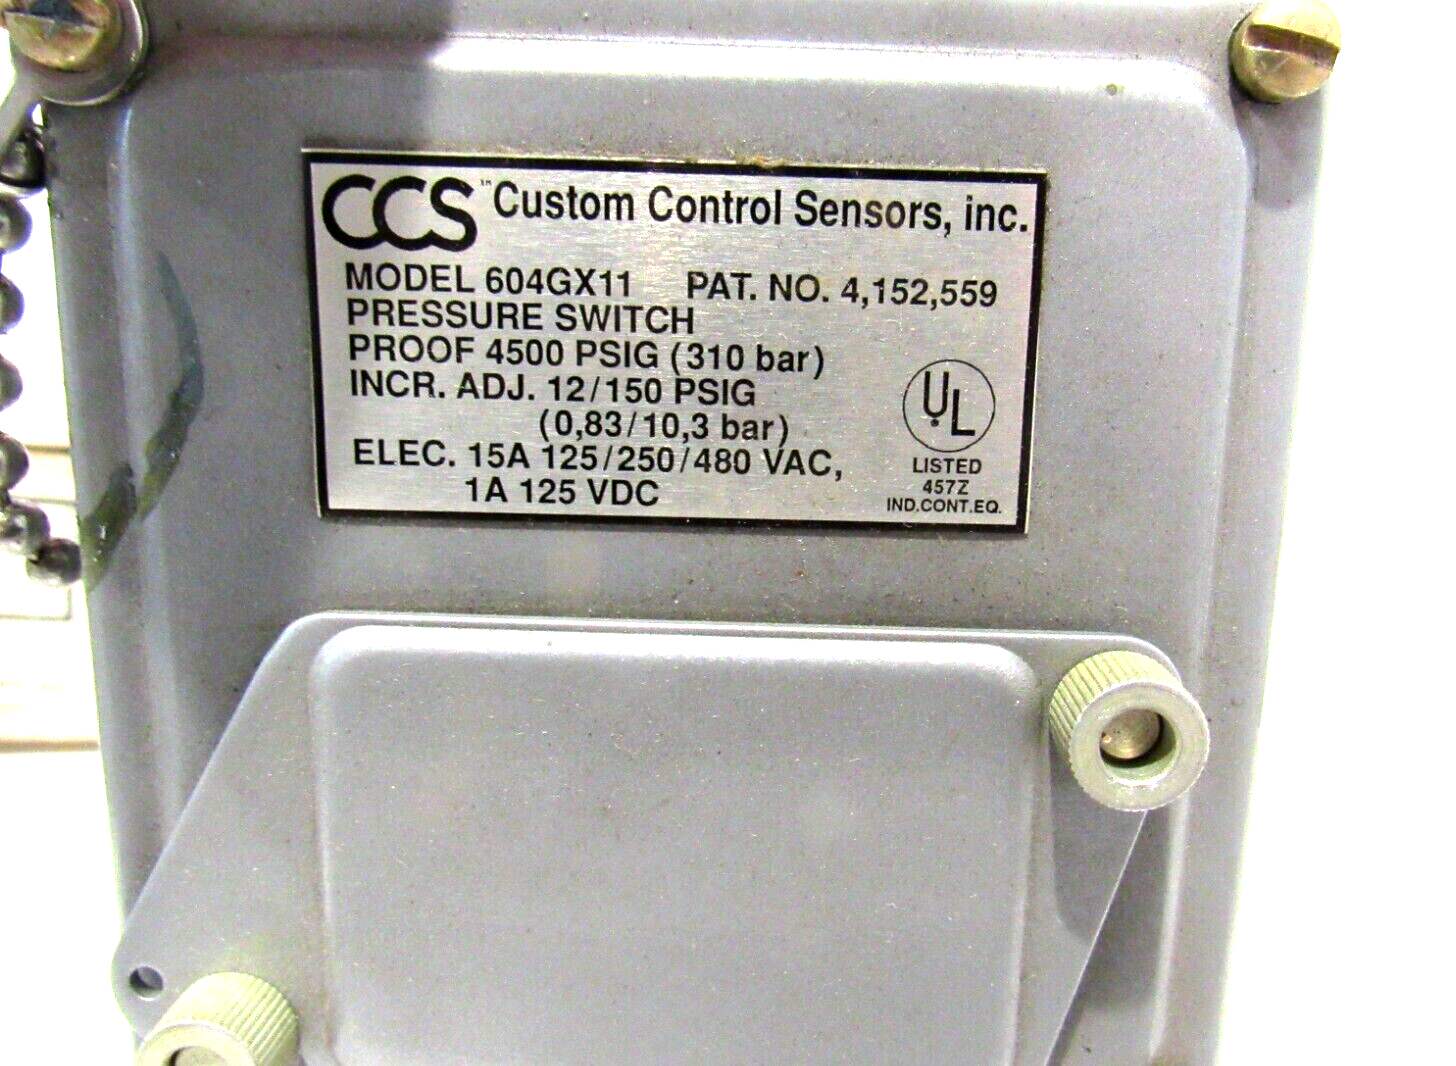 CCS™ Custom Control Sensors, inc.
MODEL 604GX11 PAT. NO. 4,152,559
PRESSURE SWITCH
PROOF 4500 PSIG (310 bar)
INCR. ADJ. 12/150 PSIG
(0,83/10,3 bar)
ELEC. 15A 125/250/480 VAC,
1A 125 VDC
UL
LISTED
457Z
IND.CONT.EQ.